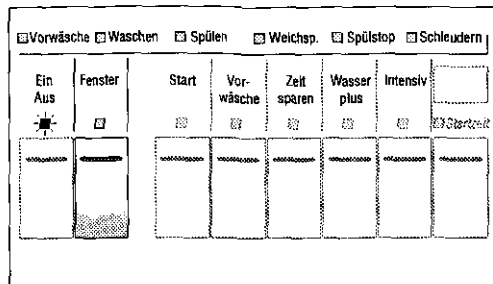 Vorwäsche Waschen Spülen Weichsp. Spülstop Schleudern
Ein Aus
Fenster
Start
Vor-
wäsche
Zeit
sparen
Wasser
plus
Intensiv
Startzeit